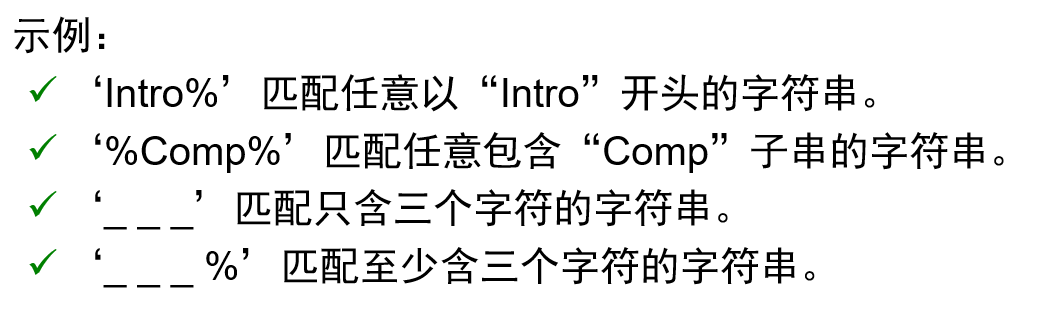 示例：
✓ ‘Intro%’ 匹配任意以“Intro”开头的字符串。
✓ ‘%Comp%’ 匹配任意包含“Comp”子串的字符串。
✓ ‘_ _ _’ 匹配只含三个字符的字符串。
✓ ‘_ _ _ %’ 匹配至少含三个字符的字符串。